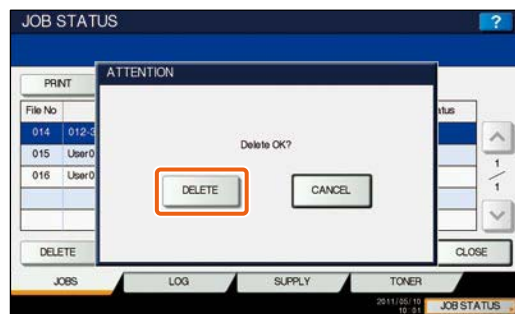 JOB STATUS ?
ATTENTION
PRINT
File No atus
014 012-3
Delete OK?
015 User0
016 User0
1
1
DELETE CANCEL
DELETE CLOSE
JOBS LOG SUPPLY TONER
2011/05/10
10:01 JOB STATUS